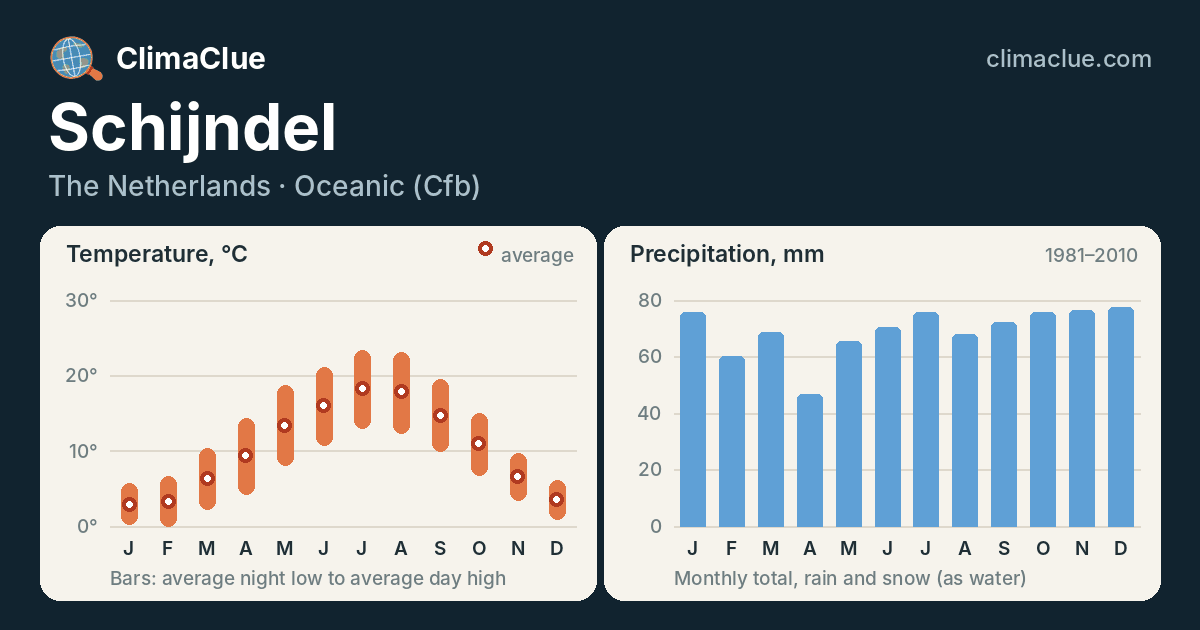 ClimaClue
climaclue.com
Schijndel
The Netherlands · Oceanic (Cfb)
Temperature, °C
average
30°
20°
10°
0°
J F M A M J J A S O N D
Bars: average night low to average day high
Precipitation, mm
1981–2010
80
60
40
20
0
J F M A M J J A S O N D
Monthly total, rain and snow (as water)